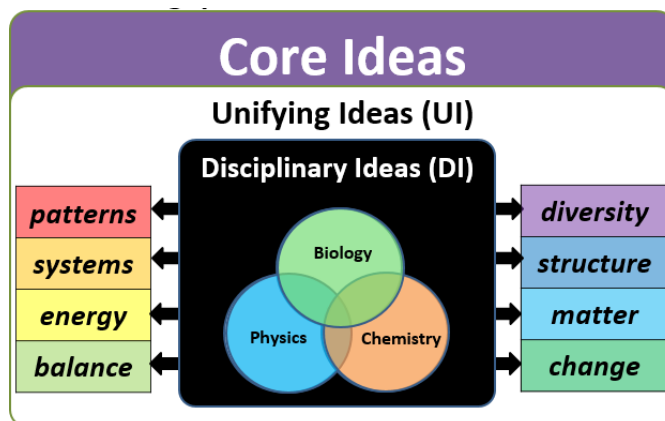 Core Ideas
Unifying Ideas (UI)
Disciplinary Ideas (DI)
patterns
systems
energy
balance
Biology
Physics
Chemistry
diversity
structure
matter
change